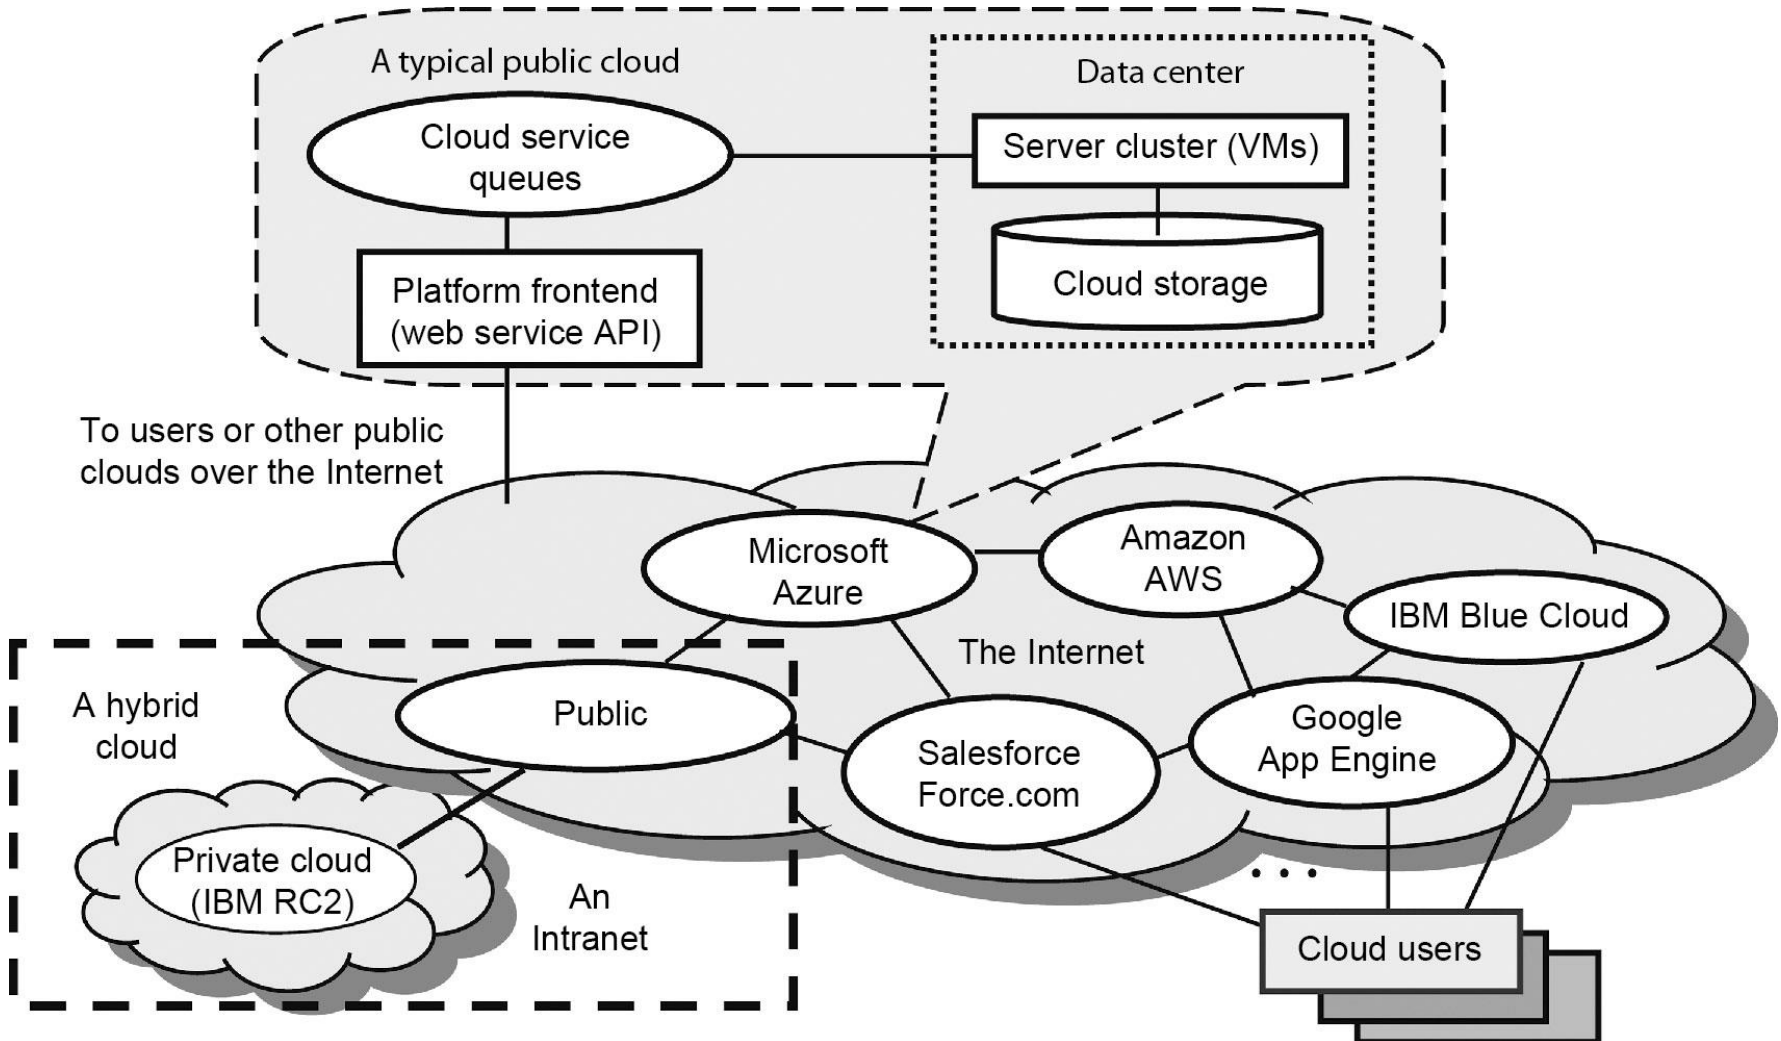 A typical public cloud
Data center
Cloud service
queues
Server cluster (VMs)
Platform frontend
(web service API)
Cloud storage
To users or other public
clouds over the Internet
Microsoft
Azure
Amazon
AWS
IBM Blue Cloud
The Internet
A hybrid
cloud
Public
Salesforce
Force.com
Google
App Engine
Private cloud
(IBM RC2)
An
Intranet
. . .
Cloud users